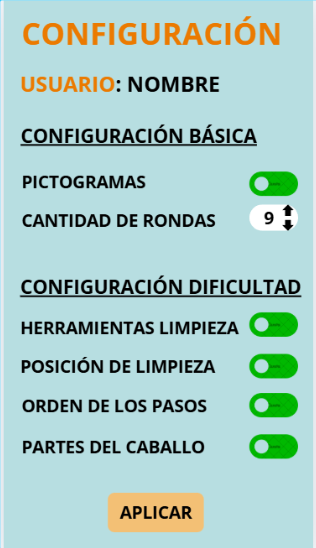 CONFIGURACIÓN
USUARIO: NOMBRE
CONFIGURACIÓN BÁSICA
PICTOGRAMAS
CANTIDAD DE RONDAS 9
CONFIGURACIÓN DIFICULTAD
HERRAMIENTAS LIMPIEZA
POSICIÓN DE LIMPIEZA
ORDEN DE LOS PASOS
PARTES DEL CABALLO
APLICAR